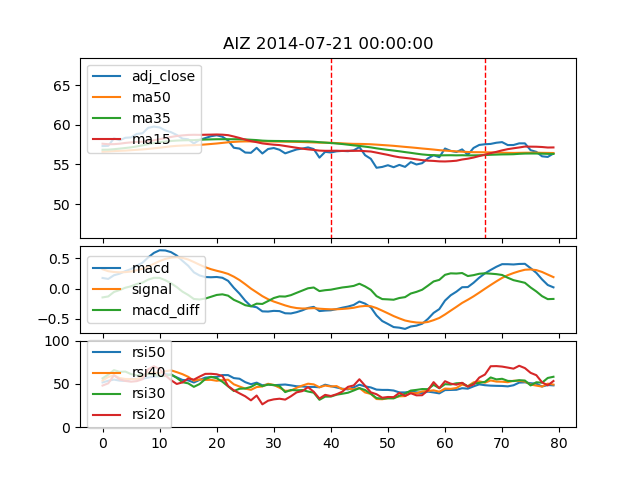 AIZ 2014-07-21 00:00:00
65
60
55
50
adj_close
ma50
ma35
ma15
0.5
0.0
−0.5
macd
signal
macd_diff
100
50
0
rsi50
rsi40
rsi30
rsi20
0 10 20 30 40 50 60 70 80